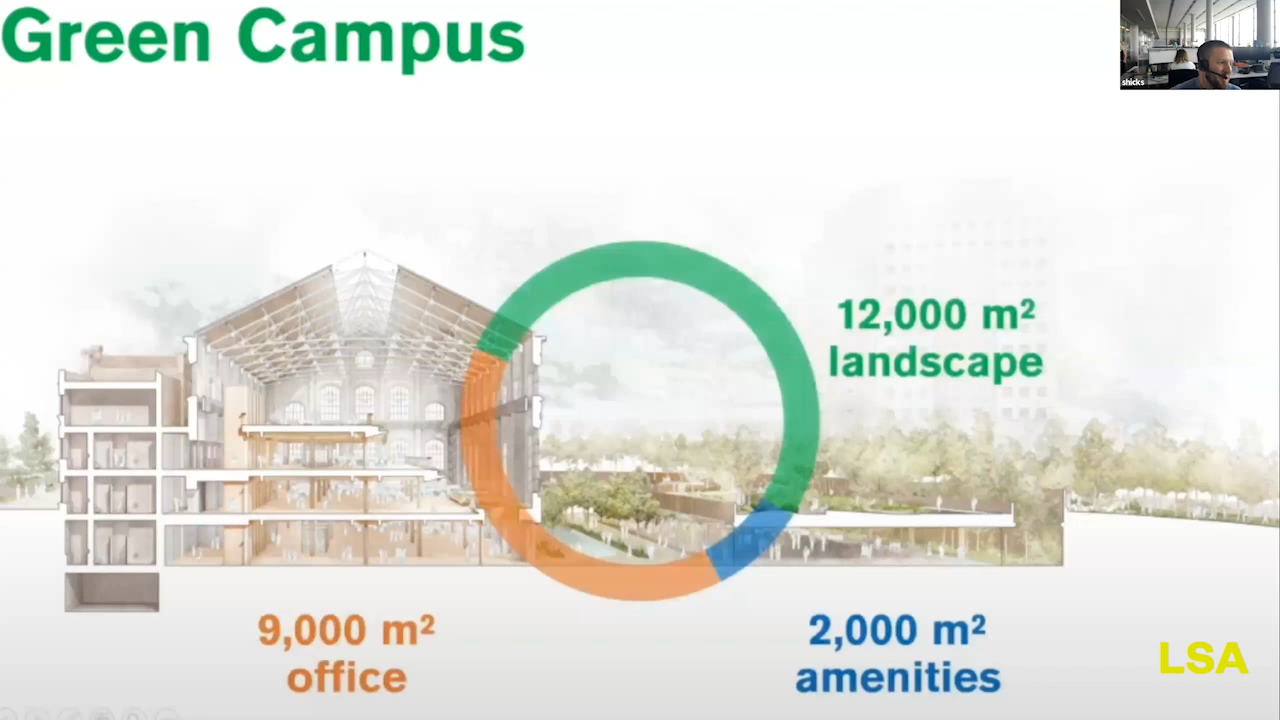 Green Campus
shicks
12,000 m²
landscape
9,000 m²
office
2,000 m²
amenities
LSA